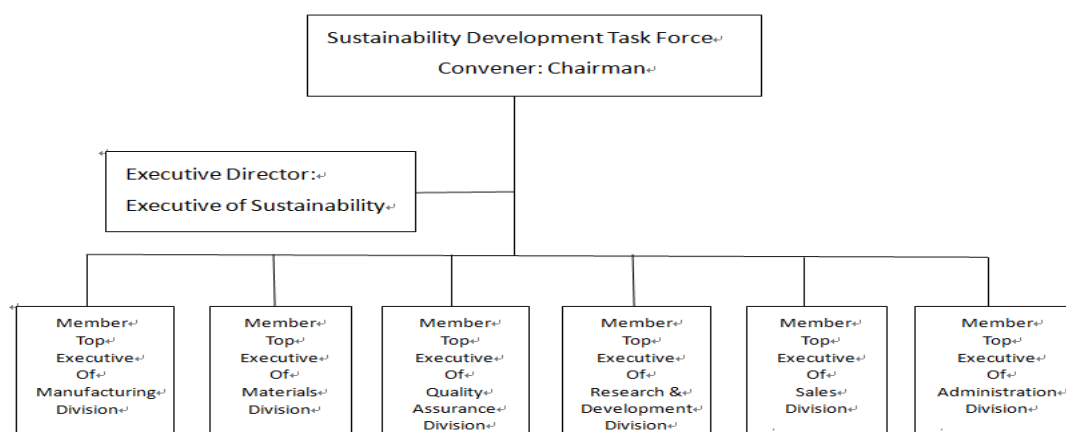 Sustainability Development Task Force
Convener: Chairman
Executive Director:
Executive of Sustainability
Member
Top
Executive
Of
Manufacturing
Division
Member
Top
Executive
Of
Materials
Division
Member
Top
Executive
Of
Quality
Assurance
Division
Member
Top
Executive
Of
Research &
Development
Division
Member
Top
Executive
Of
Sales
Division
Member
Top
Executive
Of
Administration
Division